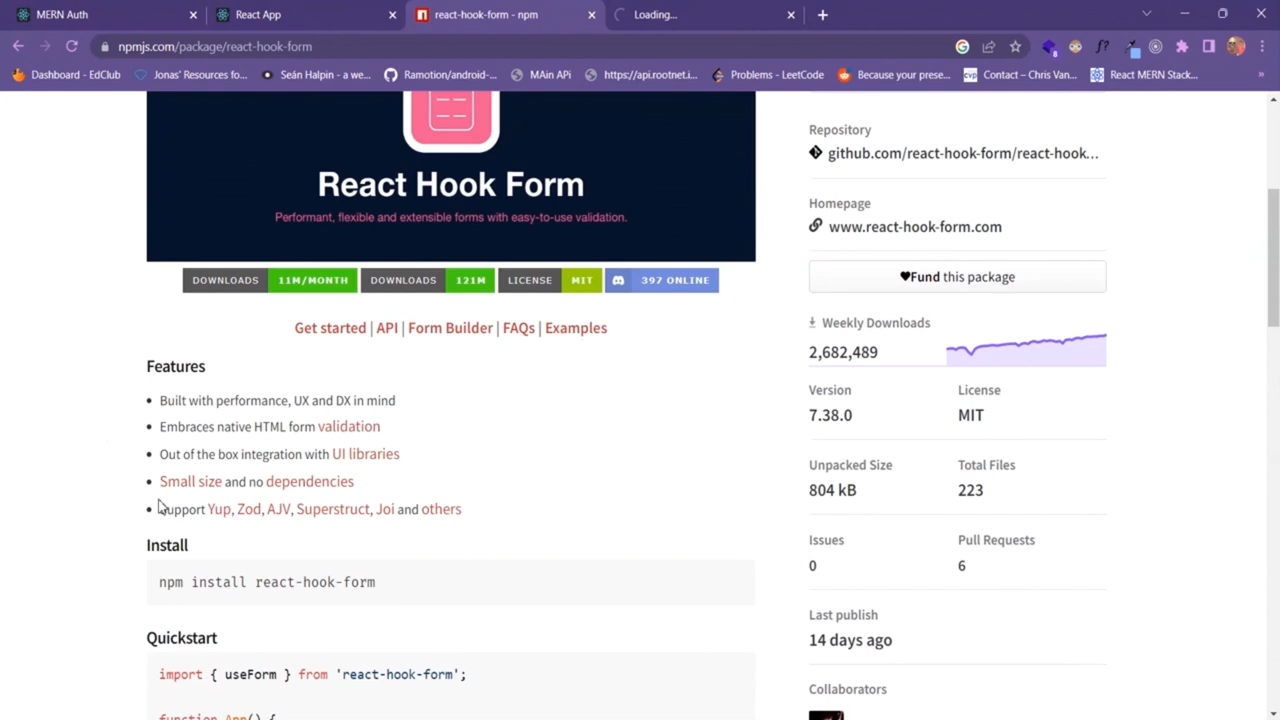 MERN Auth
React App
react-hook-form - npm
Loading...
npmjs.com/package/react-hook-form
Dashboard - EdClub
Jonas' Resources fo...
Seán Halpin - a we...
Ramotion/android-...
MAin APi
https://api.rootnet.i...
Problems - LeetCode
Because your prese...
Contact – Chris Van...
React MERN Stack...
React Hook Form
Performant, flexible and extensible forms with easy-to-use validation.
DOWNLOADS 11M/MONTH DOWNLOADS 121M LICENSE MIT 397 ONLINE
Get started | API | Form Builder | FAQs | Examples
Features
Built with performance, UX and DX in mind
Embraces native HTML form validation
Out of the box integration with UI libraries
Small size and no dependencies
Support Yup, Zod, AJV, Superstruct, Joi and others
Install
npm install react-hook-form
Quickstart
import { useForm } from 'react-hook-form';
function App() {
Repository
github.com/react-hook-form/react-hook...
Homepage
www.react-hook-form.com
Fund this package
Weekly Downloads
2,682,489
Version License
7.38.0 MIT
Unpacked Size Total Files
804 kB 223
Issues Pull Requests
0 6
Last publish
14 days ago
Collaborators